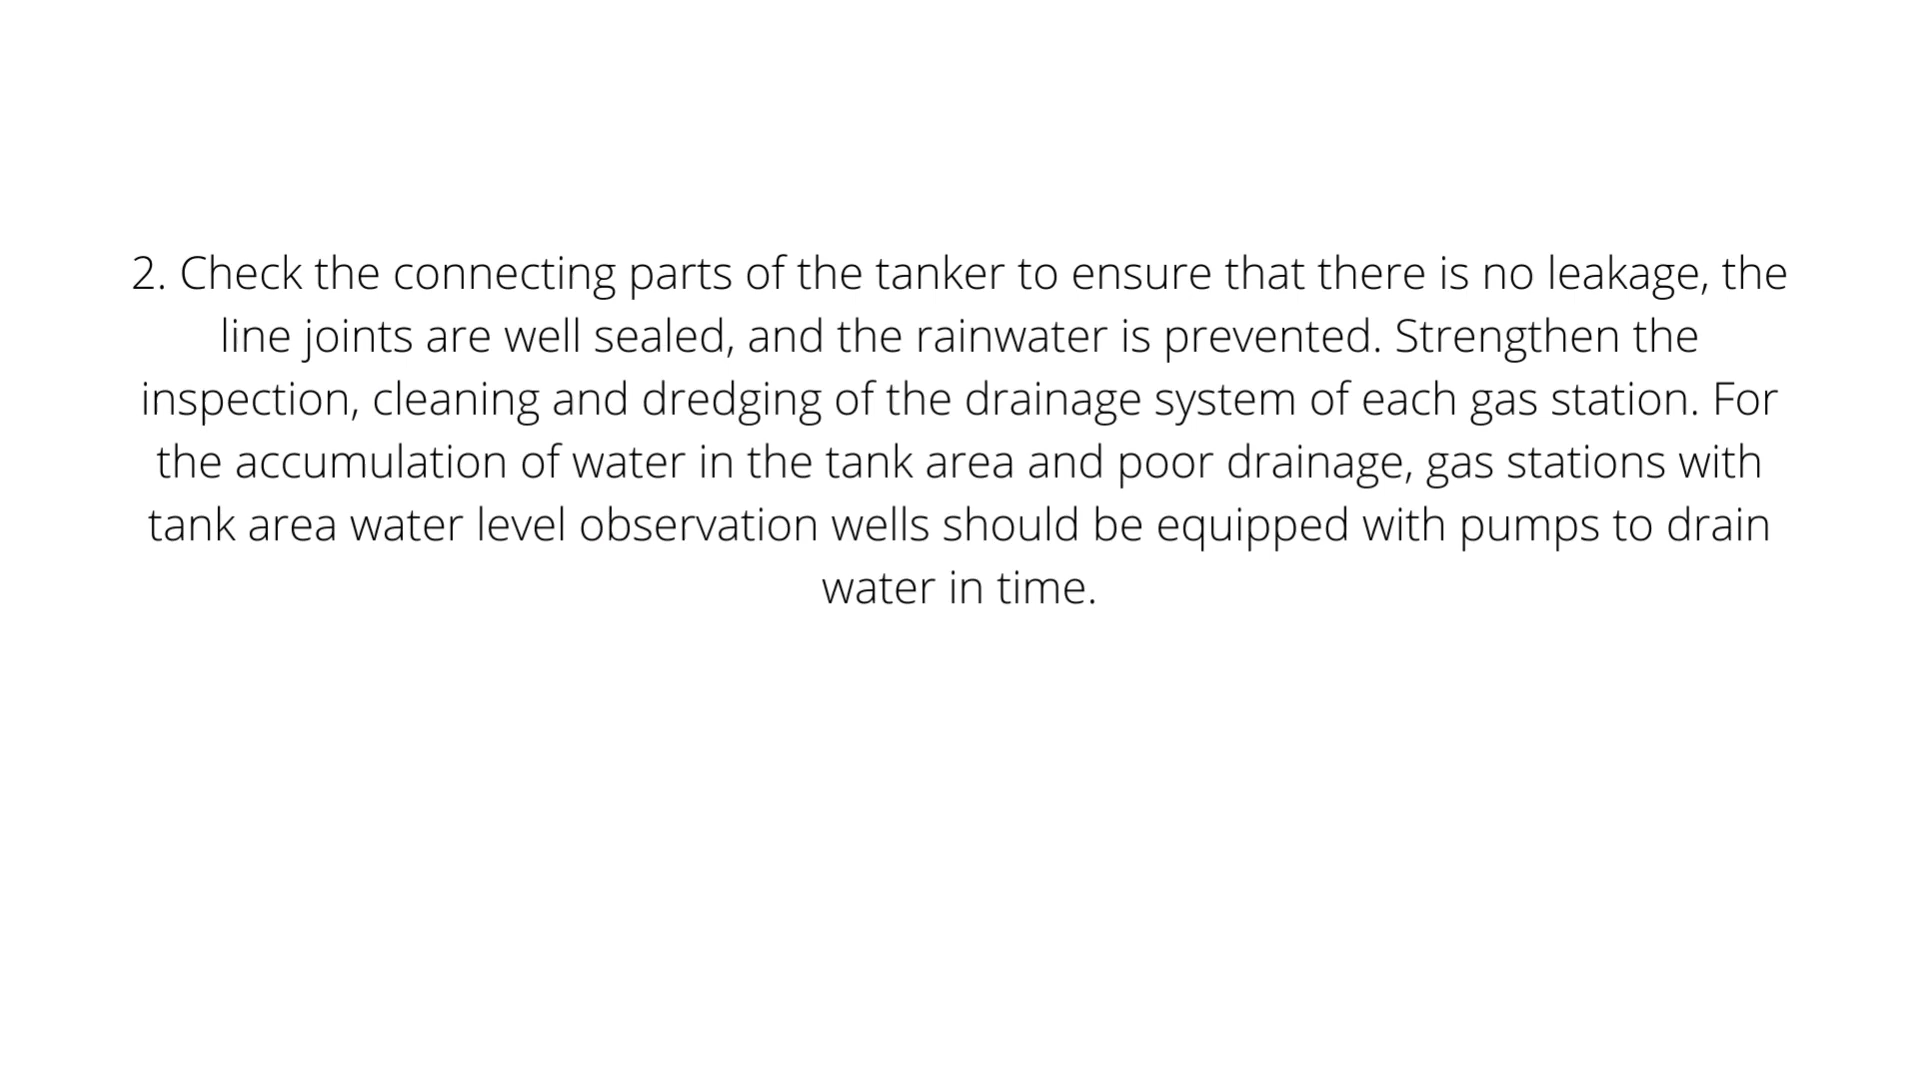 2. Check the connecting parts of the tanker to ensure that there is no leakage, the
line joints are well sealed, and the rainwater is prevented. Strengthen the
inspection, cleaning and dredging of the drainage system of each gas station. For
the accumulation of water in the tank area and poor drainage, gas stations with
tank area water level observation wells should be equipped with pumps to drain
water in time.